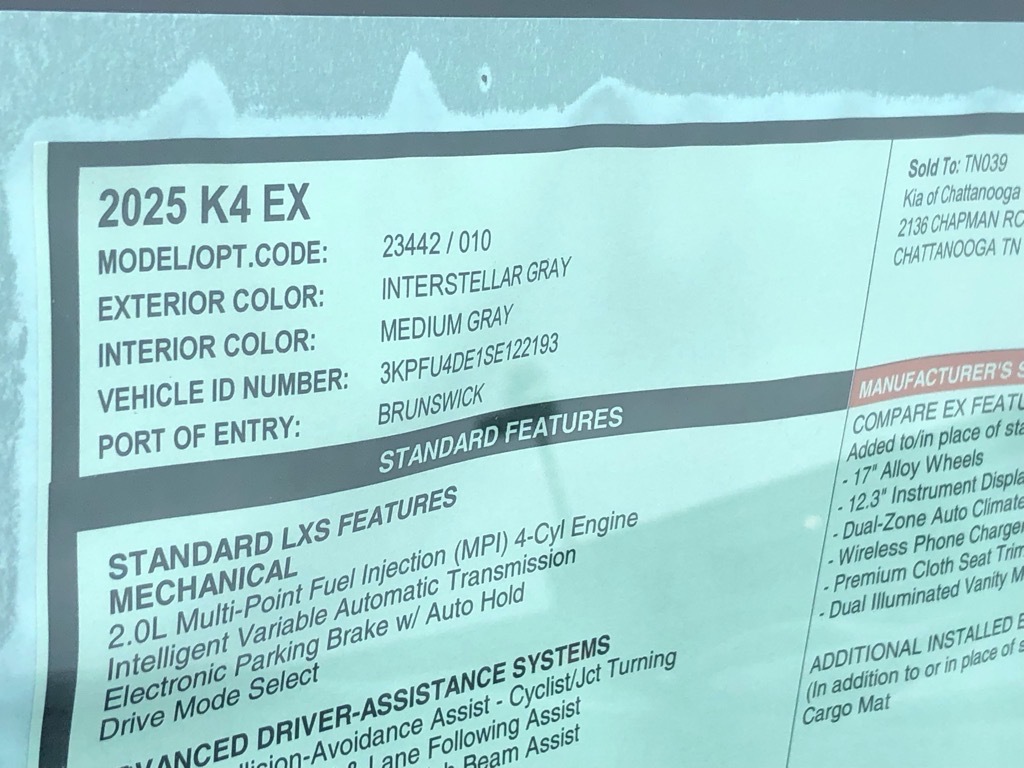 2025 K4 EX
MODEL/OPT.CODE: 23442 / 010
EXTERIOR COLOR: INTERSTELLAR GRAY
INTERIOR COLOR: MEDIUM GRAY
VEHICLE ID NUMBER: 3KPFU4DE1SE122193
PORT OF ENTRY: BRUNSWICK
Sold To: TN039
Kia of Chattanooga
2136 CHAPMAN
CHATTANOOGA TN
STANDARD FEATURES
STANDARD LXS FEATURES
MECHANICAL
2.0L Multi-Point Fuel Injection (MPI) 4-Cyl Engine
Intelligent Variable Automatic Transmission
Electronic Parking Brake w/ Auto Hold
Drive Mode Select
DRIVER-ASSISTANCE SYSTEMS
Assist - Cyclist/Jct Turning
& Lane Following Assist
Beam Assist
MANUFACTURER'S
COMPARE EX
Added to/in place of
- 17" Alloy Wheels
- 12.3" Instrument
- Dual-Zone Auto
- Wireless Phone
- Premium Cloth Seat
- Dual Illuminated Vanity
ADDITIONAL INSTALLED
(In addition to or in place of
Cargo Mat